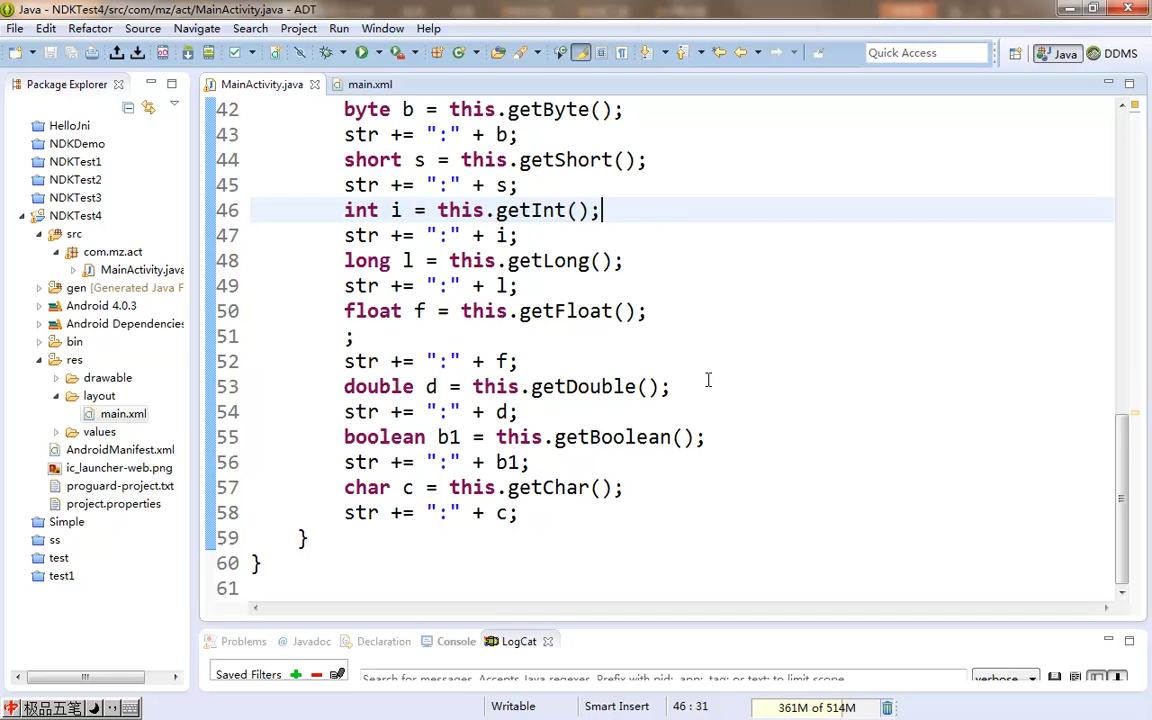 Java - NDKTest4/src/com/mz/act/MainActivity.java - ADT
File Edit Refactor Source Navigate Search Project Run Window Help
Quick Access
Java
DDMS
Package Explorer
HelloJni
NDKDemo
NDKTest1
NDKTest2
NDKTest3
NDKTest4
src
com.mz.act
MainActivity.java
gen [Generated Java F
Android 4.0.3
Android Dependencies
bin
res
drawable
layout
main.xml
values
AndroidManifest.xml
ic_launcher-web.png
proguard-project.txt
project.properties
Simple
ss
test
test1
MainActivity.java
main.xml
42 byte b = this.getByte();
43 str += ":" + b;
44 short s = this.getShort();
45 str += ":" + s;
46 int i = this.getInt();
47 str += ":" + i;
48 long l = this.getLong();
49 str += ":" + l;
50 float f = this.getFloat();
51 ;
52 str += ":" + f;
53 double d = this.getDouble();
54 str += ":" + d;
55 boolean b1 = this.getBoolean();
56 str += ":" + b1;
57 char c = this.getChar();
58 str += ":" + c;
59 }
60 }
61
Problems @ Javadoc Declaration Console LogCat
Saved Filters
Search for messages. Accepts Java regexes. Prefix with pid: app: tag: or text: to limit scope.
verbose
中 极品五笔
Writable
Smart Insert
46 : 31
361M of 514M